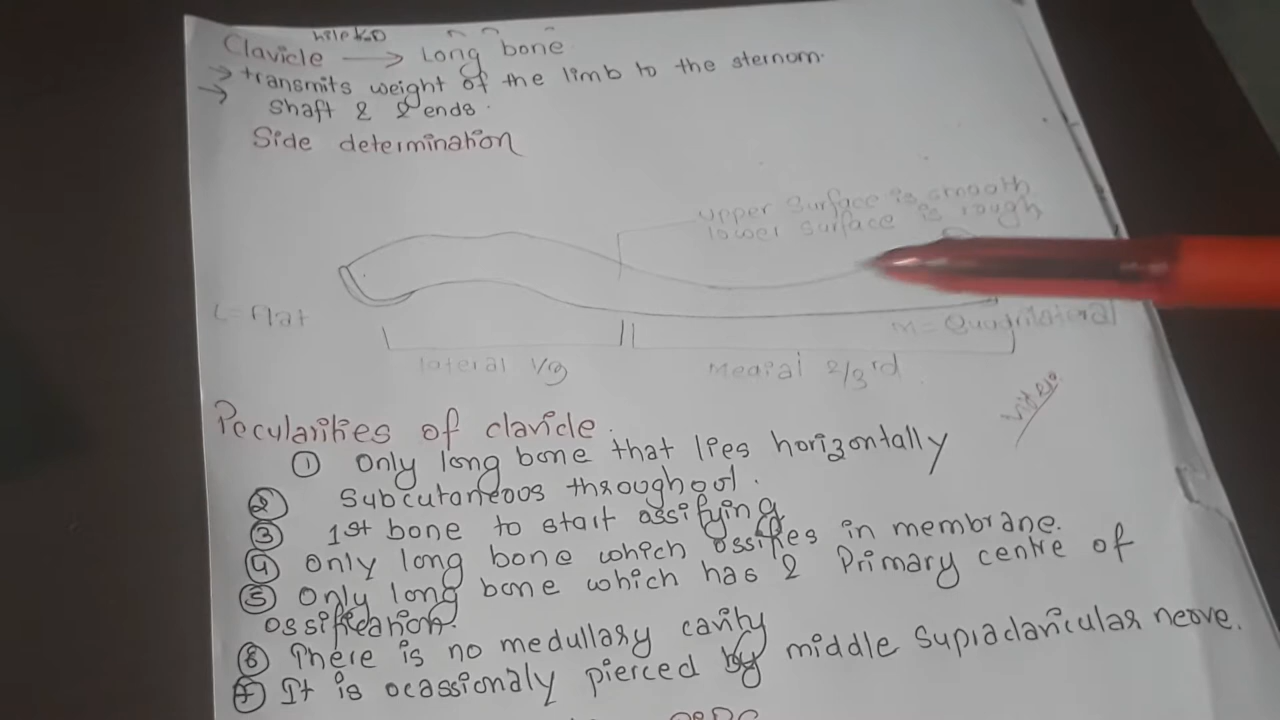 Clavicle → Long bone
→ transmits weight of the limb to the sternom.
→ Shaft & 2 ends.
Side determination
upper surface is smooth
lower surface is rough
L = flat
m = Quadrilateral
lateral 1/3
Medial 2/3rd
Pecularities of clavicle.
① Only long bone that lies horizontally
② Subcutaneous throughout.
③ 1st bone to start ossifying
④ Only long bone which ossifies in membrane.
⑤ Only long bone which has 2 Primary centre of
ossification.
⑥ There is no medullary cavity
⑦ It is ocassionaly pierced by middle supraclavicular nerve.